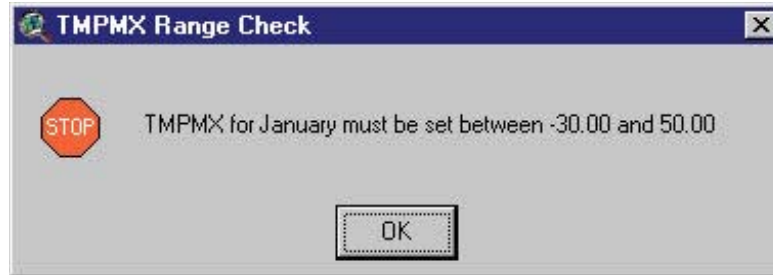 TMPMX Range Check
STOP
TMPMX for January must be set between -30.00 and 50.00
OK